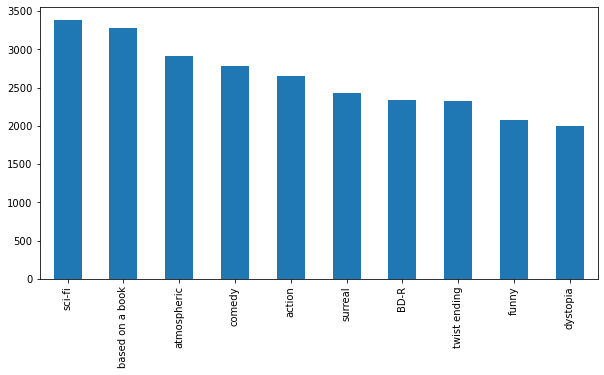 3500
3000
2500
2000
1500
1000
500
0
sci-fi
based on a book
atmospheric
comedy
action
surreal
BD-R
twist ending
funny
dystopia